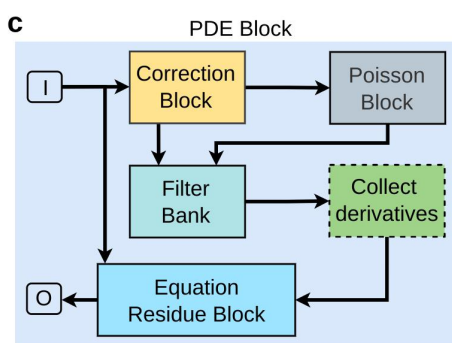 c
PDE Block
I
Correction
Block
Poisson
Block
Filter
Bank
Collect
derivatives
O
Equation
Residue Block